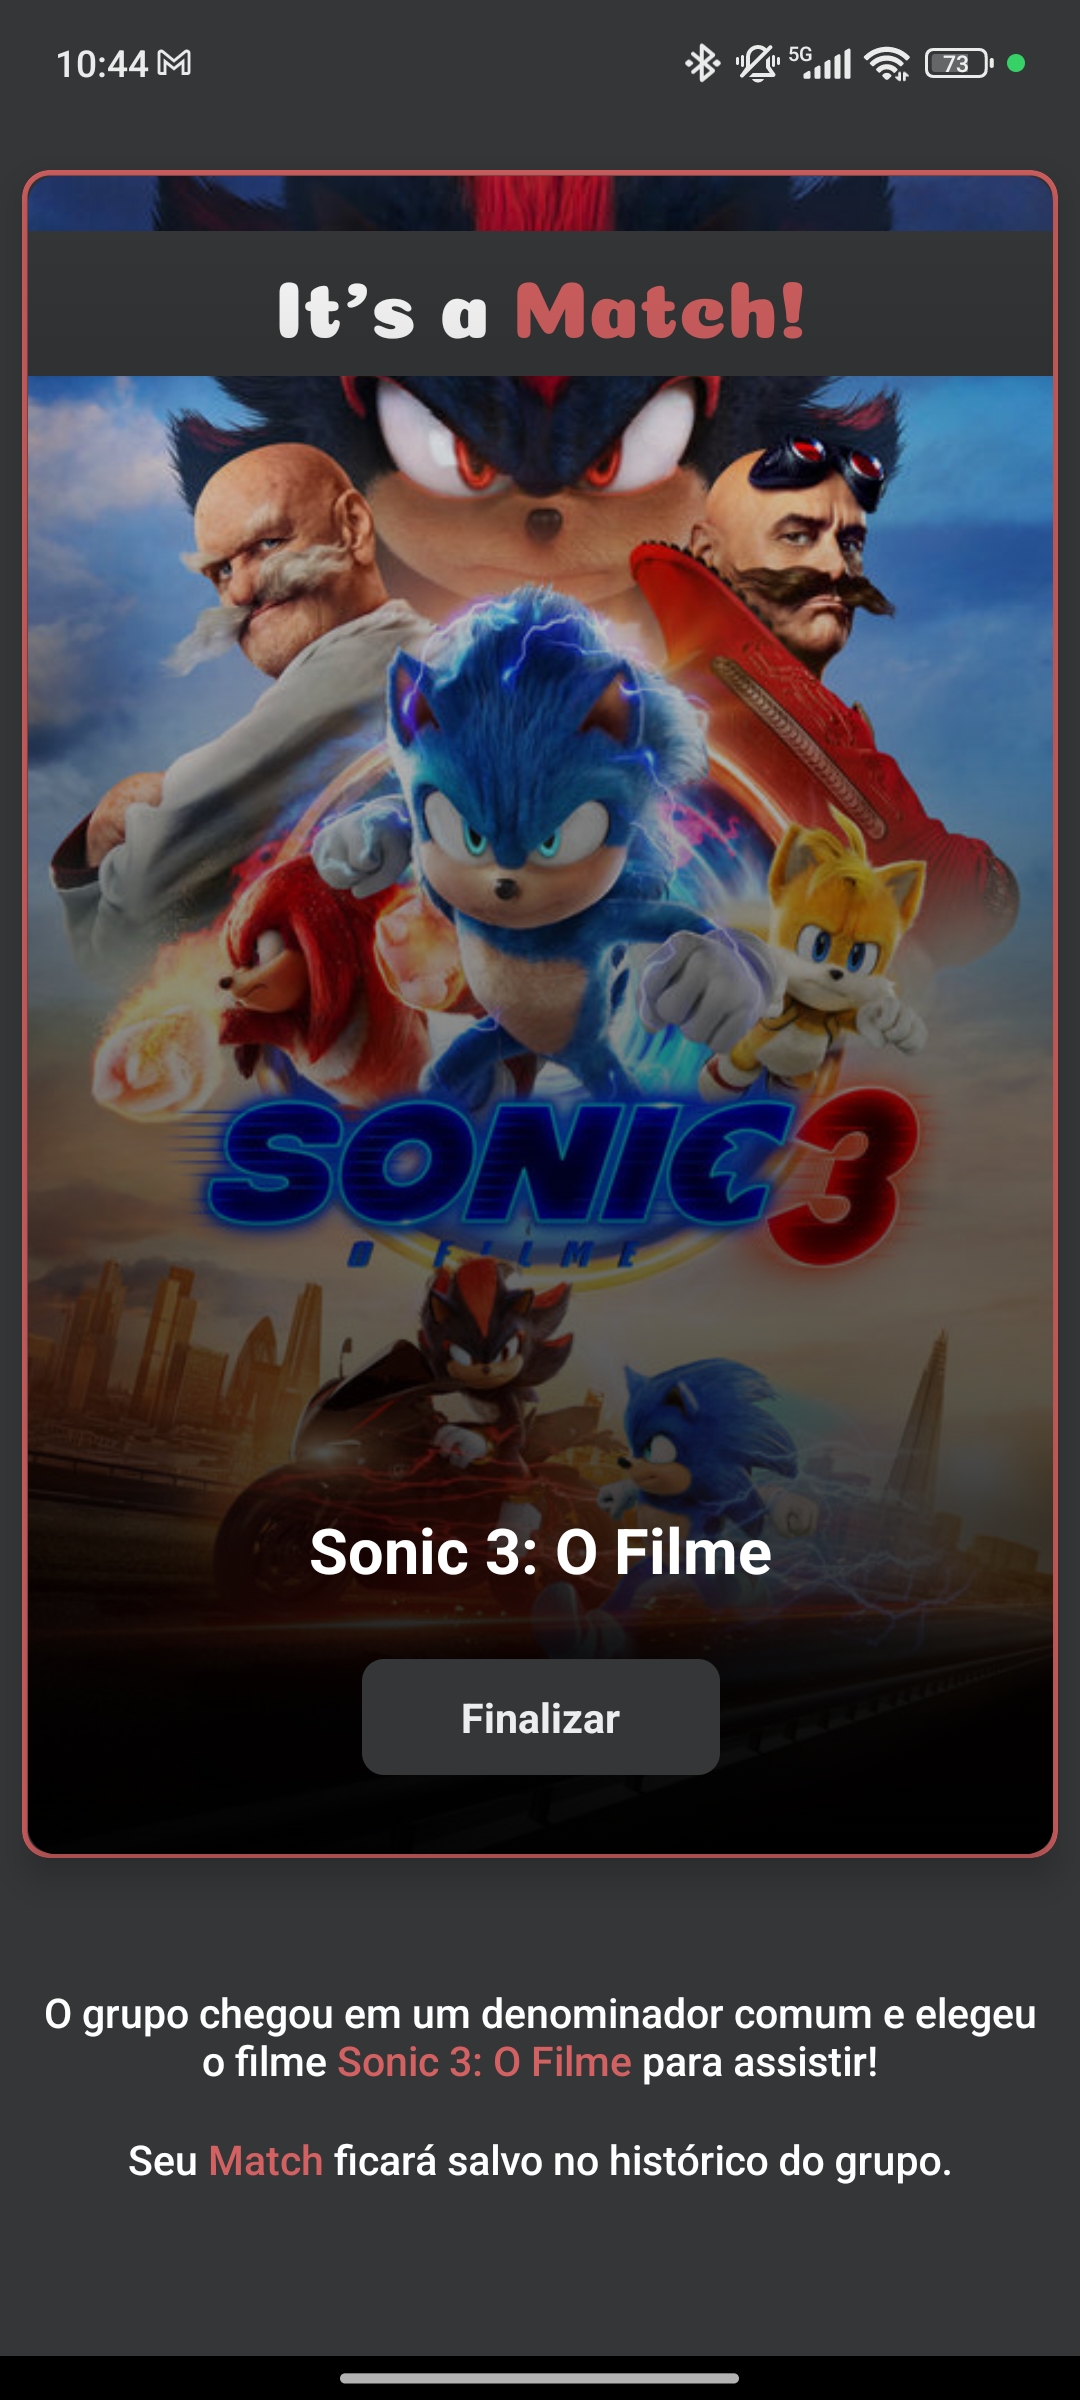 10:44
5G
73
It's a Match!
SONIC 3
O FILME
Sonic 3: O Filme
Finalizar
O grupo chegou em um denominador comum e elegeu
o filme Sonic 3: O Filme para assistir!
Seu Match ficará salvo no histórico do grupo.